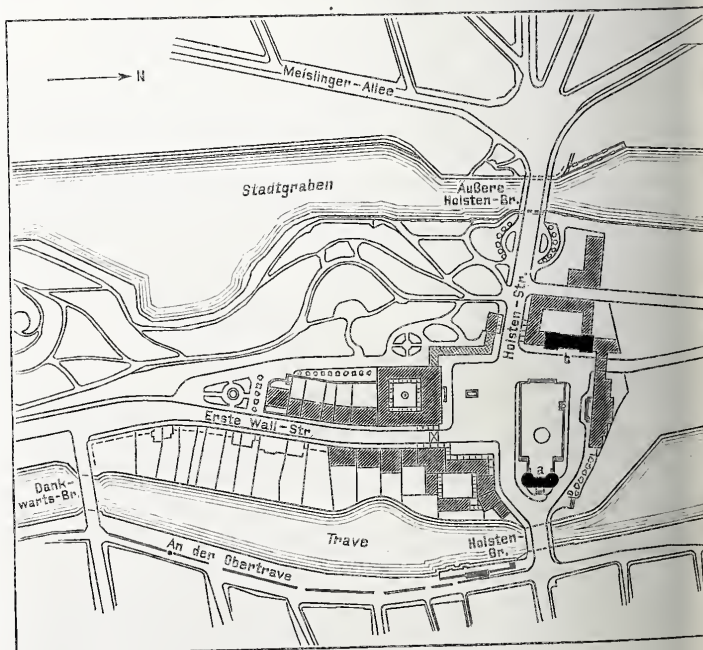 N
Meislinger-Allee
Stadtgraben
Äußere
Holsten-Br.
Holsten-Str.
b
Erste Wall-Str.
a
Dank-
warts-Br.
Trave
Holsten
Br.
An der Obertrave